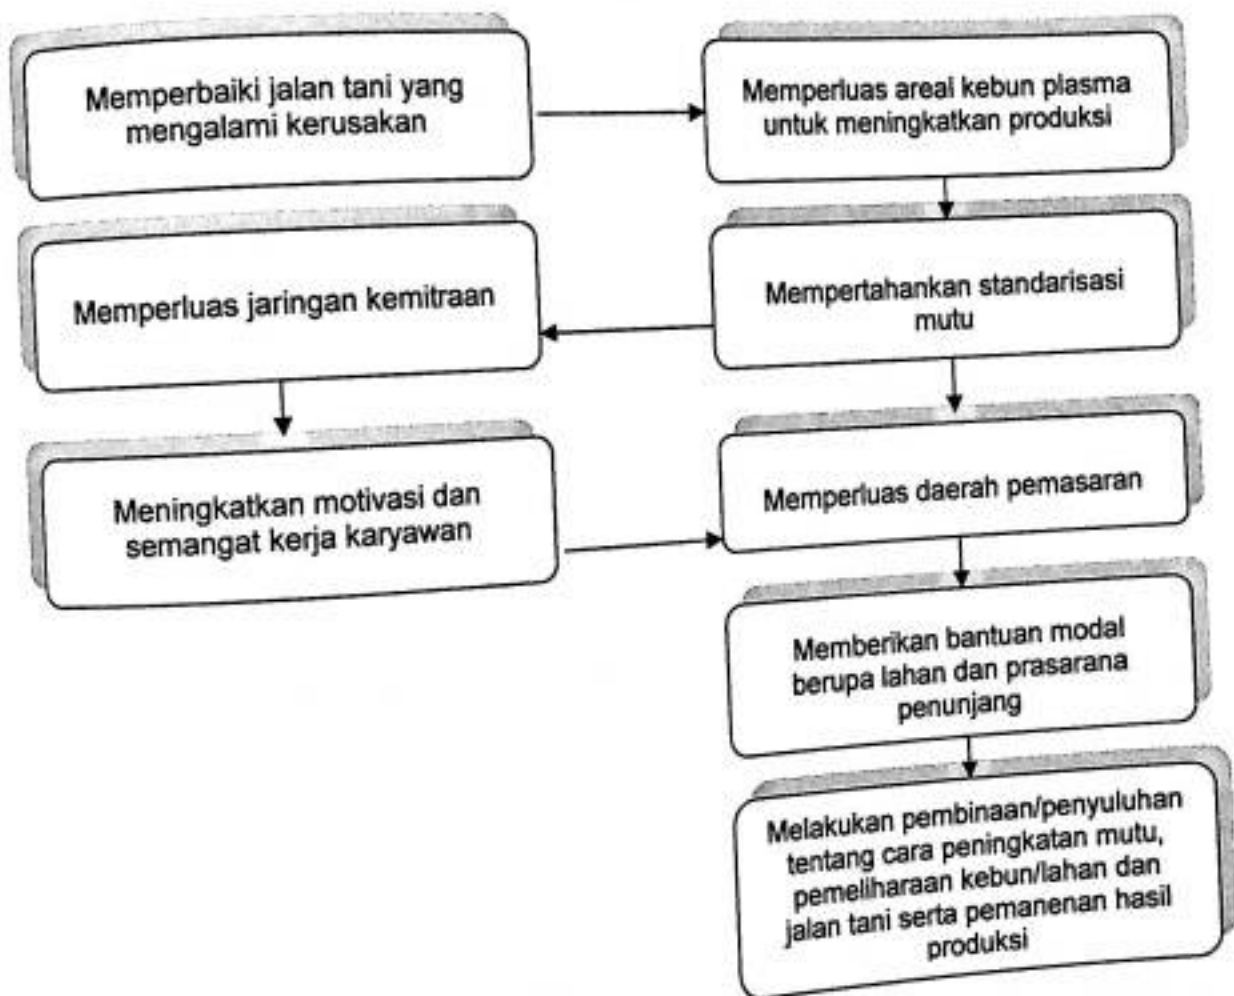 Memperbaiki jalan tani yang
mengalami kerusakan
Memperluas areal kebun plasma
untuk meningkatkan produksi
Memperluas jaringan kemitraan
Mempertahankan standarisasi
mutu
Meningkatkan motivasi dan
semangat kerja karyawan
Memperluas daerah pemasaran
Memberikan bantuan modal
berupa lahan dan prasarana
penunjang
Melakukan pembinaan/penyuluhan
tentang cara peningkatan mutu,
pemeliharaan kebun/lahan dan
jalan tani serta pemanenan hasil
produksi